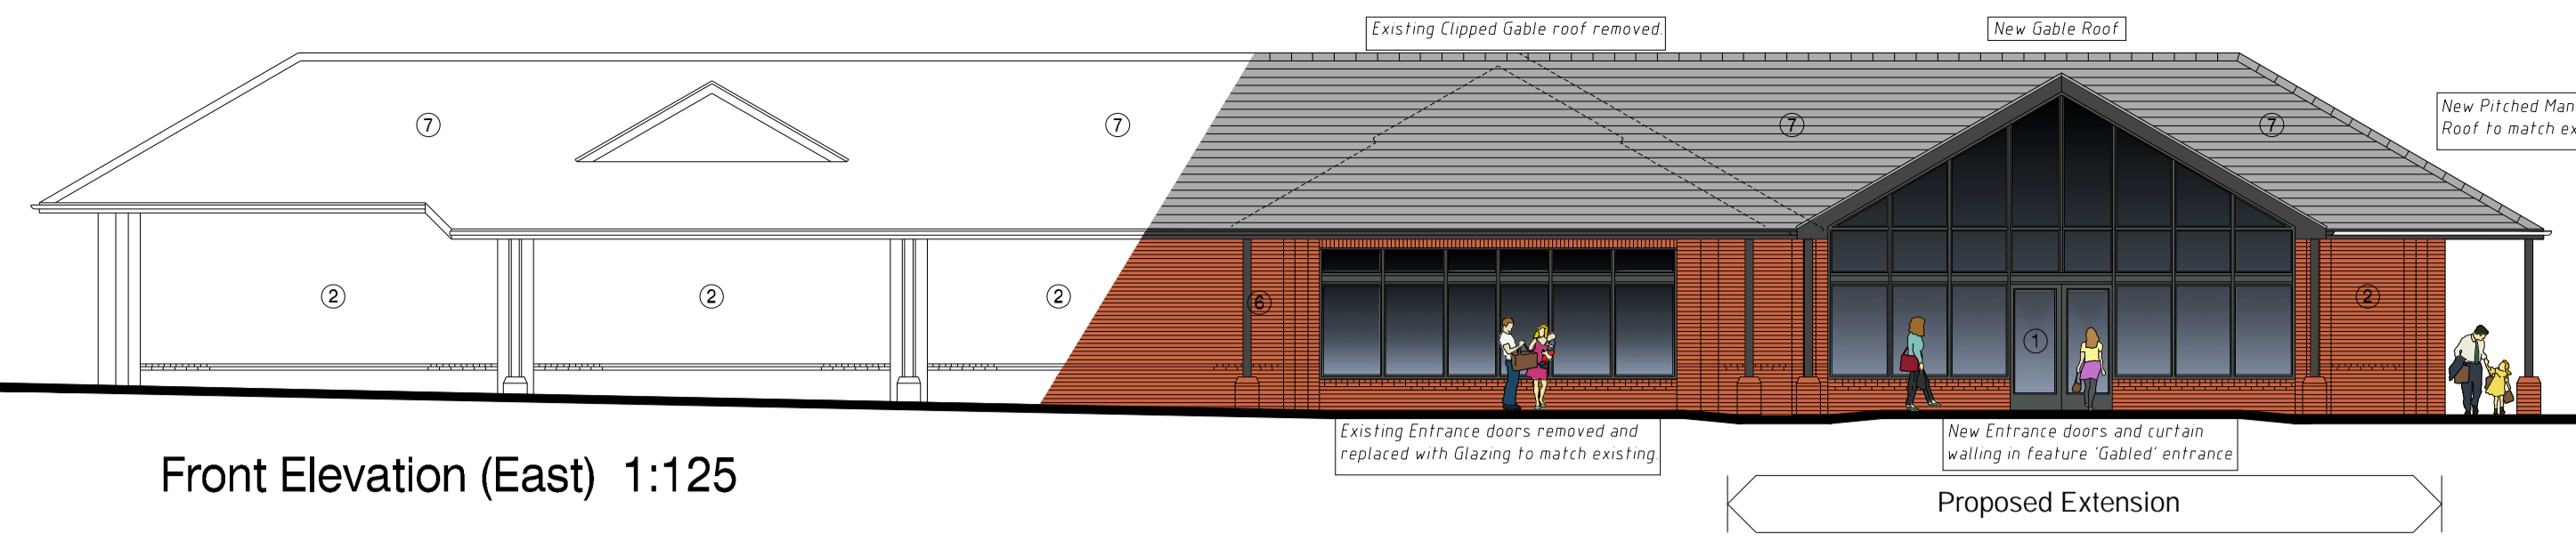 Existing Clipped Gable roof removed.
New Gable Roof
New Pitched
Roof to match
7
7
7
7
2
2
2
6
1
2
Existing Entrance doors removed and
replaced with Glazing to match existing.
New Entrance doors and curtain
walling in feature 'Gabled' entrance
Front Elevation (East) 1:125
Proposed Extension